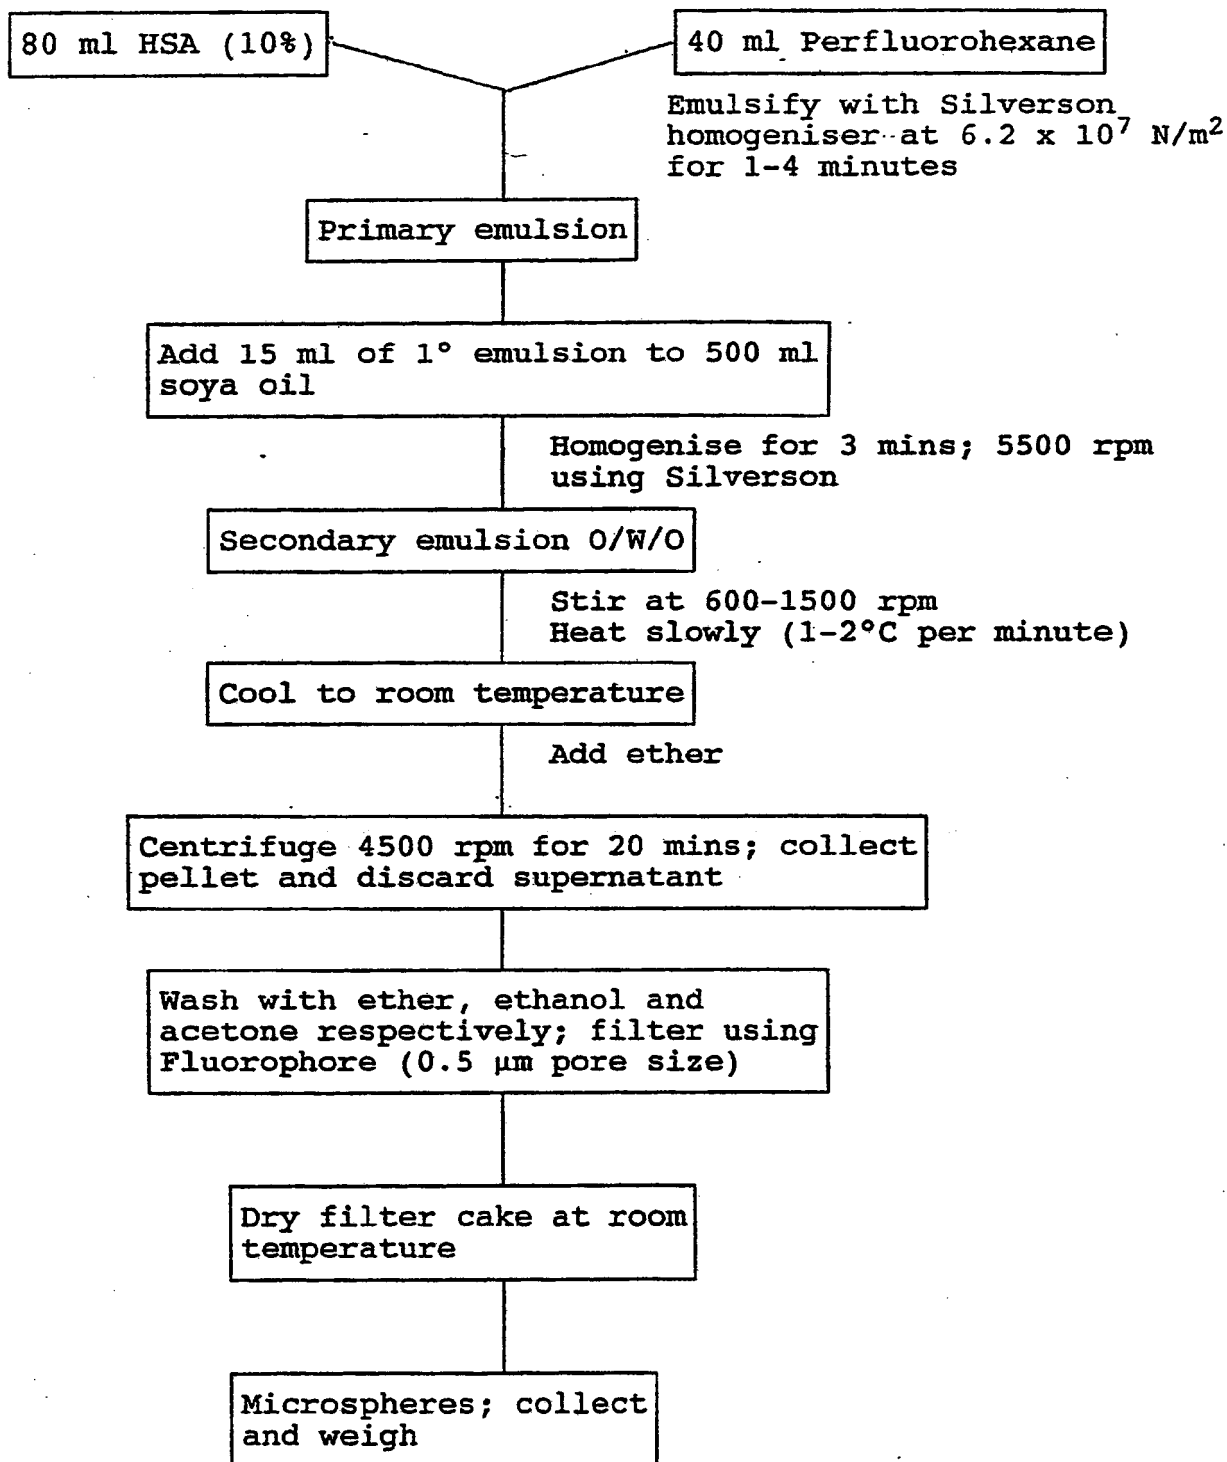 80 ml HSA (10%)
40 ml Perfluorohexane
Emulsify with Silverson
homogeniser at 6.2 x 10⁷ N/m²
for 1-4 minutes
Primary emulsion
Add 15 ml of 1° emulsion to 500 ml
soya oil
Homogenise for 3 mins; 5500 rpm
using Silverson
Secondary emulsion O/W/O
Stir at 600-1500 rpm
Heat slowly (1-2°C per minute)
Cool to room temperature
Add ether
Centrifuge 4500 rpm for 20 mins; collect
pellet and discard supernatant
Wash with ether, ethanol and
acetone respectively; filter using
Fluorophore (0.5 µm pore size)
Dry filter cake at room
temperature
Microspheres; collect
and weigh